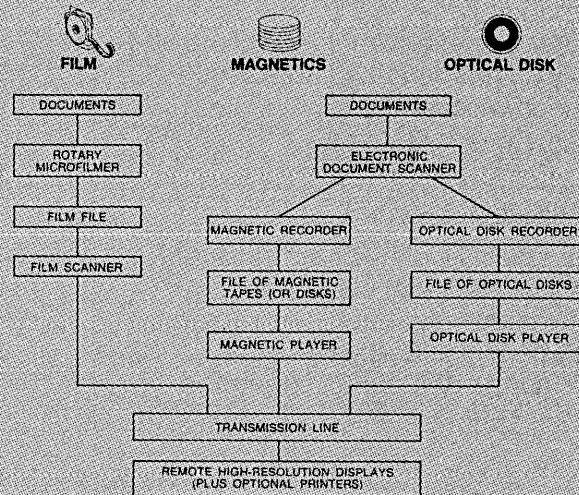 FILM
MAGNETICS
OPTICAL DISK
DOCUMENTS
ROTARY
MICROFILMER
FILM FILE
FILM SCANNER
DOCUMENTS
ELECTRONIC
DOCUMENT SCANNER
MAGNETIC RECORDER
FILE OF MAGNETIC
TAPES (OR DISKS)
MAGNETIC PLAYER
OPTICAL DISK RECORDER
FILE OF OPTICAL DISKS
OPTICAL DISK PLAYER
TRANSMISSION LINE
REMOTE HIGH-RESOLUTION DISPLAYS
(PLUS OPTIONAL PRINTERS)